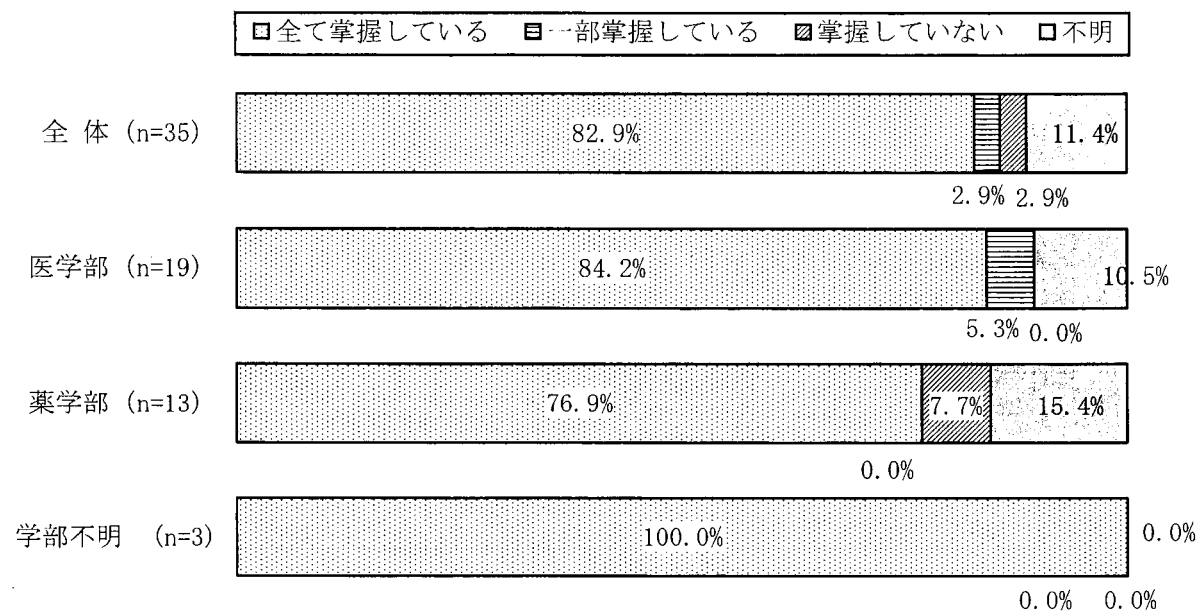 全て掌握している 一部掌握している 掌握していない 不明
全 体 (n=35) 82.9% 11.4%
2.9% 2.9%
医学部 (n=19) 84.2% 10.5%
5.3% 0.0%
薬学部 (n=13) 76.9% 7.7% 15.4%
0.0%
学部不明 (n=3) 100.0% 0.0%
0.0% 0.0%